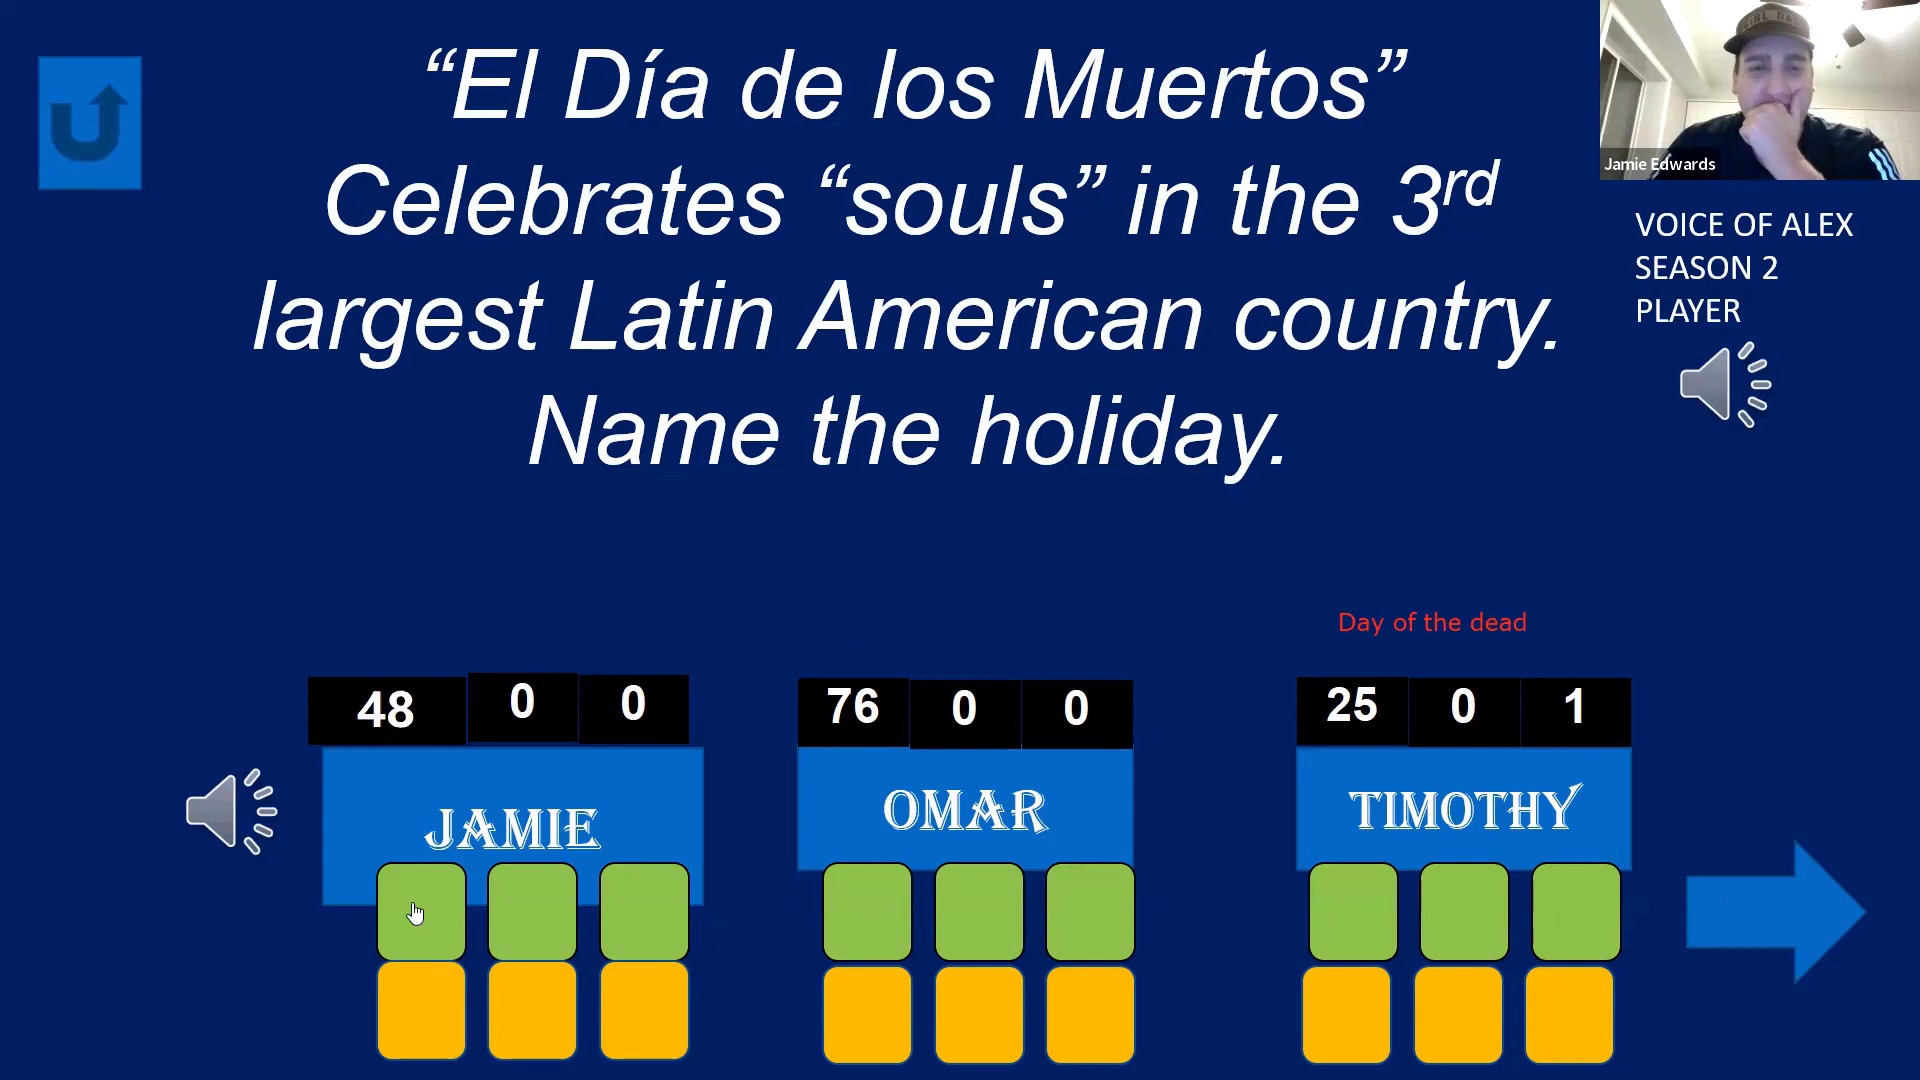 “El Día de los Muertos”
Celebrates “souls” in the 3rd
largest Latin American country.
Name the holiday.
Jamie Edwards
VOICE OF ALEX
SEASON 2
PLAYER
Day of the dead
48 0 0
JAMIE
76 0 0
OMAR
25 0 1
TIMOTHY